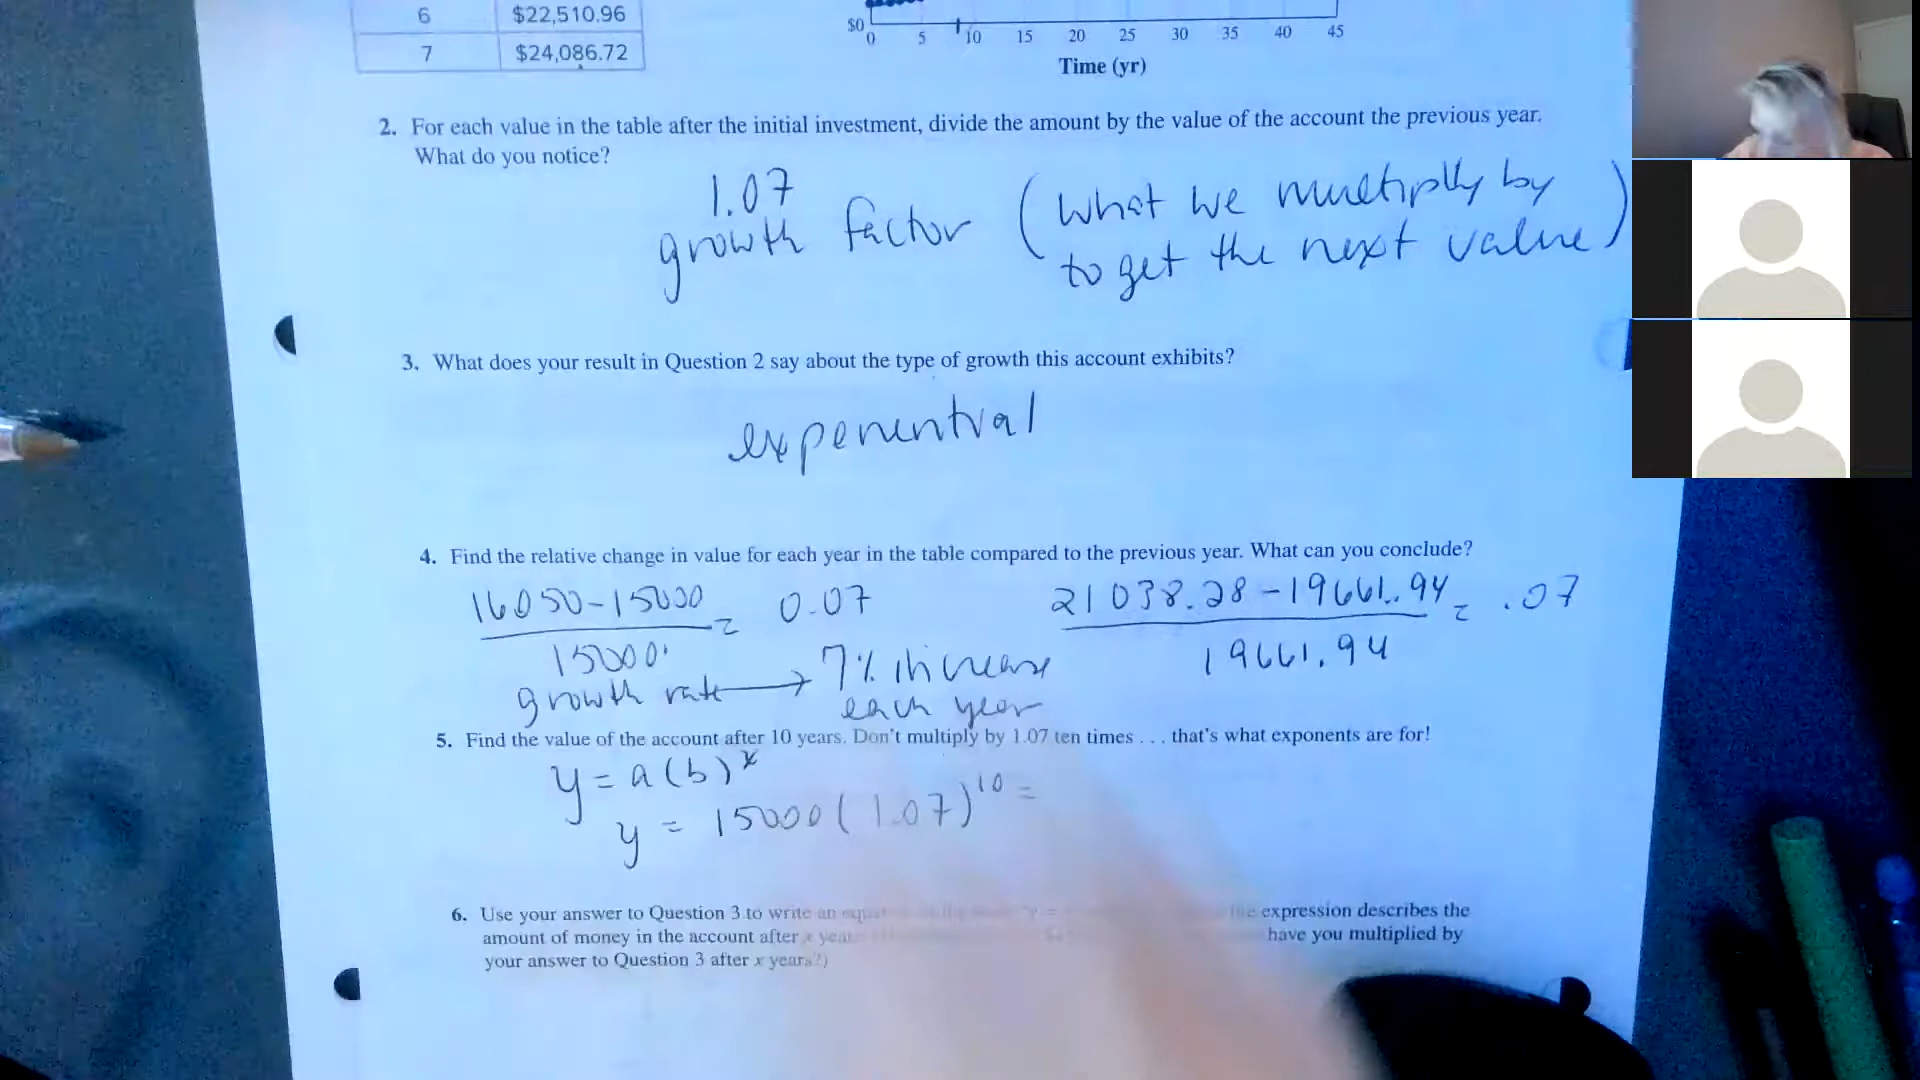 6 $22,510.96
7 $24,086.72
$0
0 5 10 15 20 25 30 35 40 45
Time (yr)
2. For each value in the table after the initial investment, divide the amount by the value of the account the previous year.
What do you notice?
1.07
growth factor (what we multiply by
to get the next value)
3. What does your result in Question 2 say about the type of growth this account exhibits?
expenential
4. Find the relative change in value for each year in the table compared to the previous year. What can you conclude?
16050-15000 = 0.07 21038.28-19661.94 = .07
15000 19661.94
growth rate → 7% increase
each year
5. Find the value of the account after 10 years. Don't multiply by 1.07 ten times . . . that's what exponents are for!
y = a(b)^x
y = 15000(1.07)^10 =
6. Use your answer to Question 3 to write an expression describes the
amount of money in the account after x have you multiplied by
your answer to Question 3 after x years?)